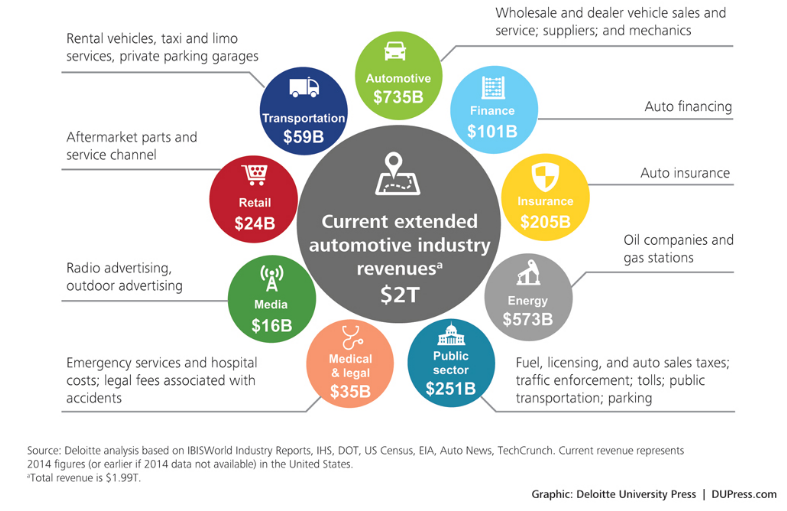 Wholesale and dealer vehicle sales and
service; suppliers; and mechanics
Rental vehicles, taxi and limo
services, private parking garages
Automotive
$735B
Transportation
$59B
Finance
$101B
Auto financing
Aftermarket parts and
service channel
Auto insurance
Retail
$24B
Insurance
$205B
Current extended
automotive industry
revenuesᵃ
$2T
Oil companies and
gas stations
Radio advertising,
outdoor advertising
Media
$16B
Energy
$573B
Medical
& legal
$35B
Public
sector
$251B
Emergency services and hospital
costs; legal fees associated with
accidents
Fuel, licensing, and auto sales taxes;
traffic enforcement; tolls; public
transportation; parking
Source: Deloitte analysis based on IBISWorld Industry Reports, IHS, DOT, US Census, EIA, Auto News, TechCrunch. Current revenue represents
2014 figures (or earlier if 2014 data not available) in the United States.
ᵃTotal revenue is $1.99T.
Graphic: Deloitte University Press | DUPress.com